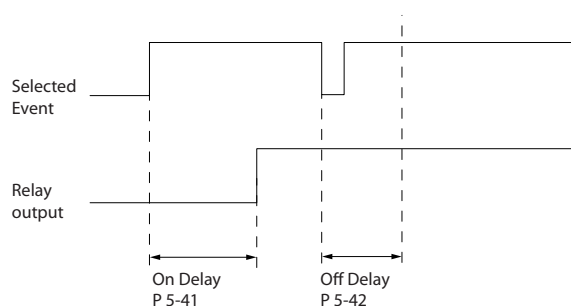 Selected
Event
Relay
output
On Delay
P 5-41
Off Delay
P 5-42